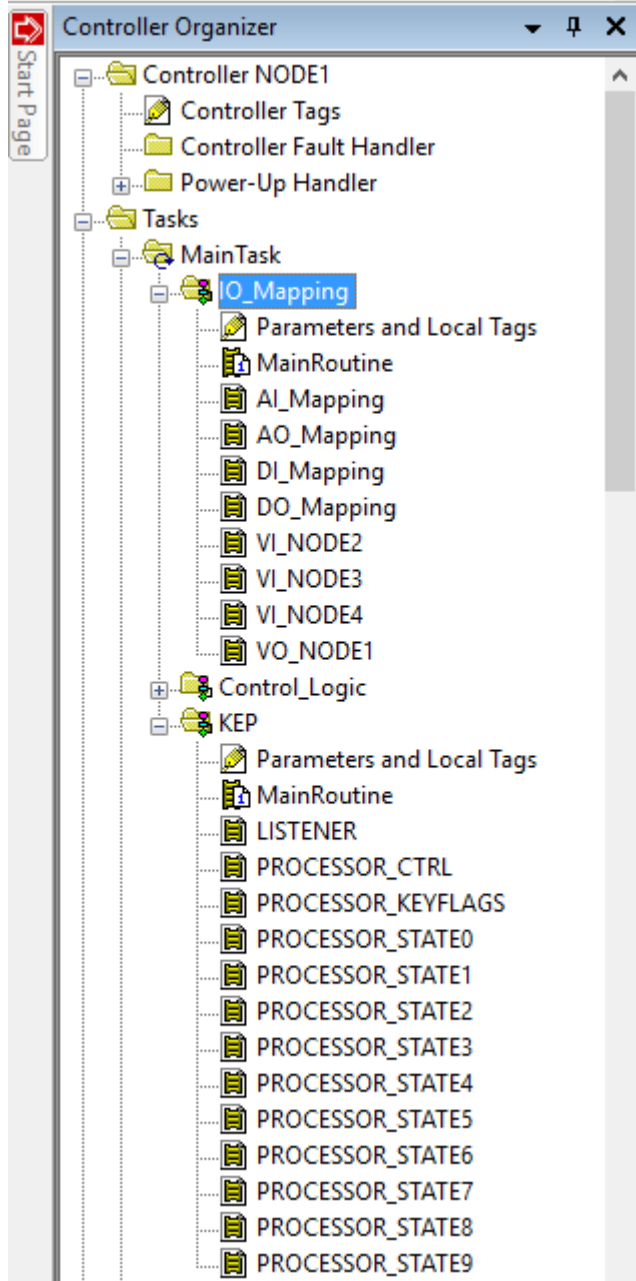 Start Page
Controller Organizer
Controller NODE1
Controller Tags
Controller Fault Handler
Power-Up Handler
Tasks
MainTask
IO_Mapping
Parameters and Local Tags
MainRoutine
AI_Mapping
AO_Mapping
DI_Mapping
DO_Mapping
VI_NODE2
VI_NODE3
VI_NODE4
VO_NODE1
Control_Logic
KEP
Parameters and Local Tags
MainRoutine
LISTENER
PROCESSOR_CTRL
PROCESSOR_KEYFLAGS
PROCESSOR_STATE0
PROCESSOR_STATE1
PROCESSOR_STATE2
PROCESSOR_STATE3
PROCESSOR_STATE4
PROCESSOR_STATE5
PROCESSOR_STATE6
PROCESSOR_STATE7
PROCESSOR_STATE8
PROCESSOR_STATE9